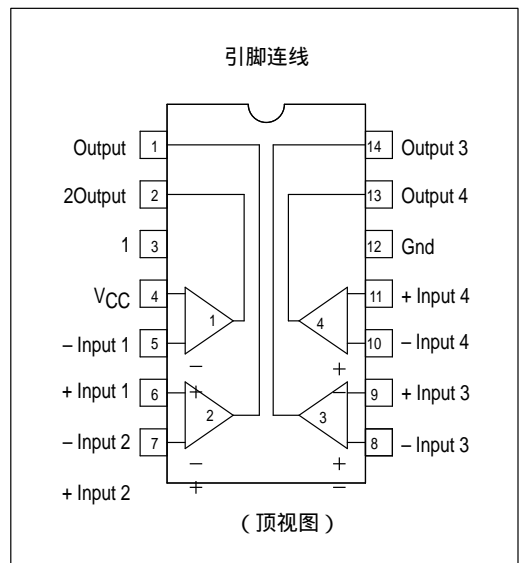 引脚连线
Output 1 14 Output 3
2Output 2 13 Output 4
1 3 12 Gnd
VCC 4 11 + Input 4
1 4
– Input 1 5 10 – Input 4
– +
+ Input 1 6 + – 9 + Input 3
2 3
– Input 2 7 8 – Input 3
– +
+ Input 2 + –
(顶视图)